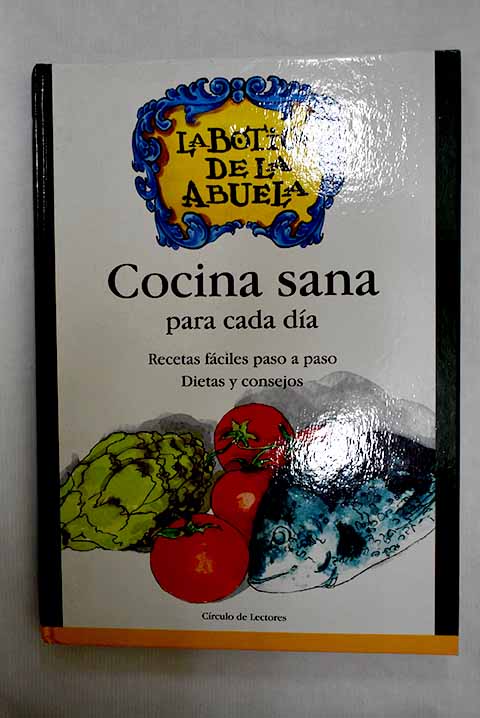 LA BOTICA
DE LA
ABUELA
Cocina sana
para cada día
Recetas fáciles paso a paso
Dietas y consejos
Círculo de Lectores